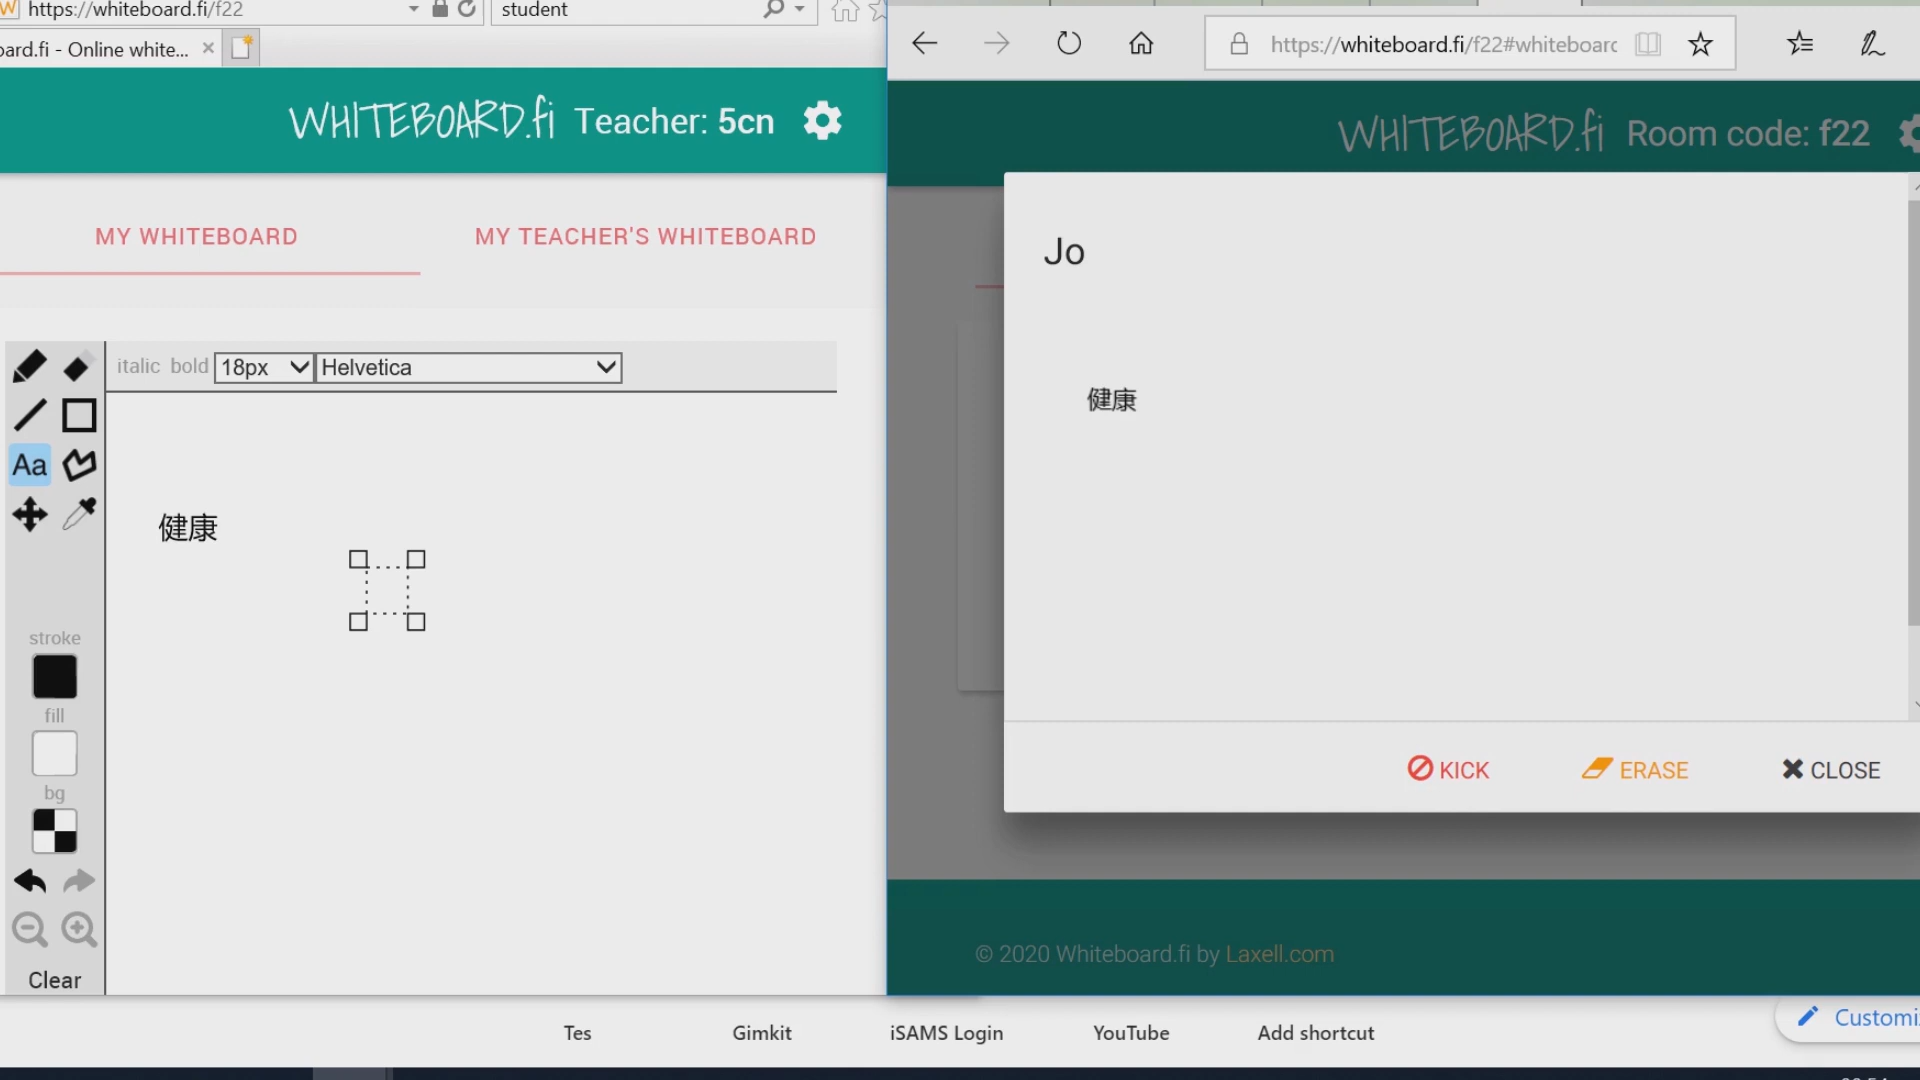 https://whiteboard.fi/f22
student
oard.fi - Online white...
WHITEBOARD.fi Teacher: 5cn
MY WHITEBOARD
MY TEACHER'S WHITEBOARD
italic bold 18px Helvetica
Aa
健康
stroke
fill
bg
Clear
https://whiteboard.fi/f22#whiteboard
WHITEBOARD.fi Room code: f22
Jo
健康
KICK
ERASE
CLOSE
© 2020 Whiteboard.fi by Laxell.com
Tes
Gimkit
iSAMS Login
YouTube
Add shortcut
Customi